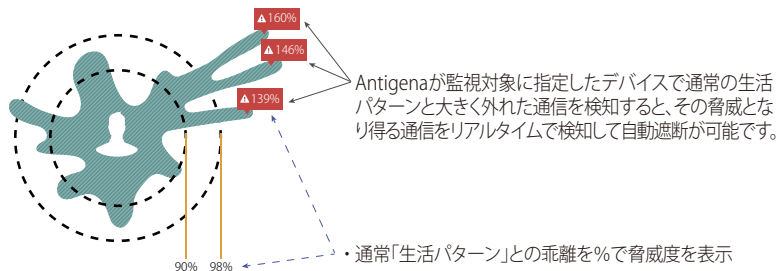 160%
146%
139%
Antigenaが監視対象に指定したデバイスで通常の生活
パターンと大きく外れた通信を検知すると、その脅威とな
り得る通信をリアルタイムで検知して自動遮断が可能です。
・通常「生活パターン」との乖離を%で脅威度を表示
90% 98%